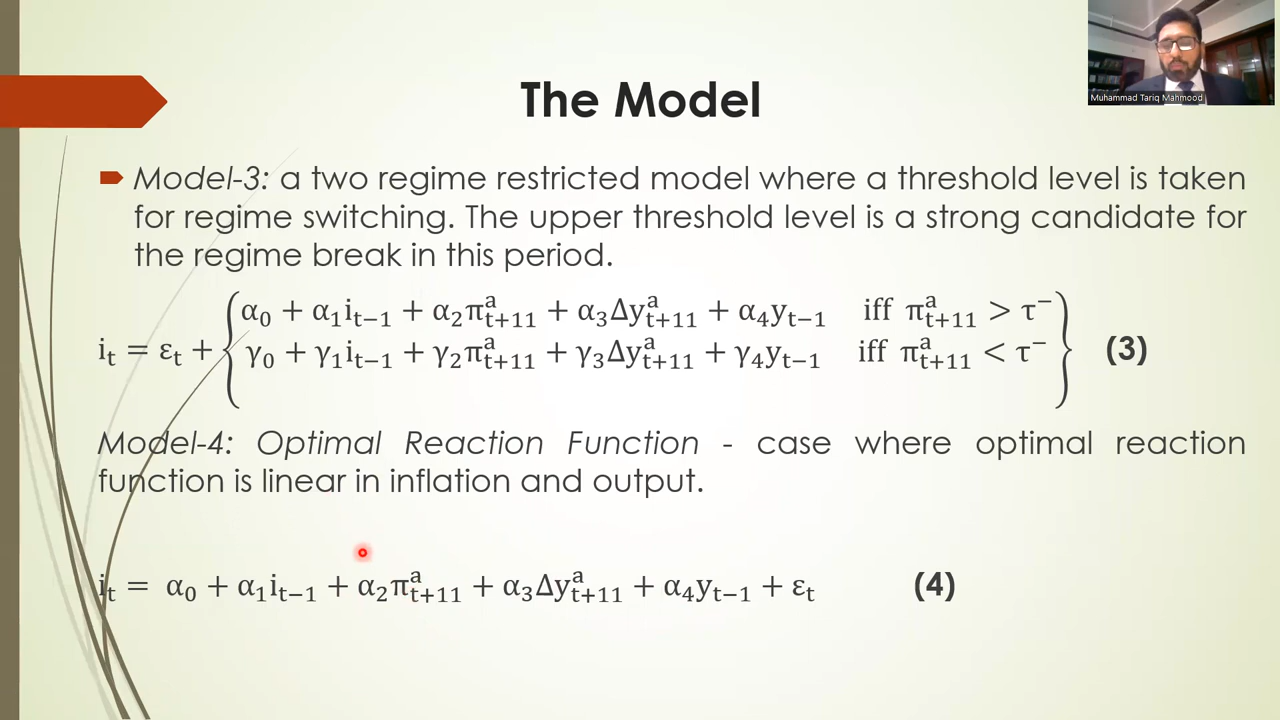 The Model
Muhammad Tariq Mahmood
Model-3: a two regime restricted model where a threshold level is taken
for regime switching. The upper threshold level is a strong candidate for
the regime break in this period.
α₀ + α₁iₜ₋₁ + α₂πᵃₜ₊₁₁ + α₃Δyᵃₜ₊₁₁ + α₄yₜ₋₁ iff πᵃₜ₊₁₁ > τ⁻
iₜ = εₜ + { γ₀ + γ₁iₜ₋₁ + γ₂πᵃₜ₊₁₁ + γ₃Δyᵃₜ₊₁₁ + γ₄yₜ₋₁ iff πᵃₜ₊₁₁ < τ⁻ } (3)
Model-4: Optimal Reaction Function - case where optimal reaction
function is linear in inflation and output.
iₜ = α₀ + α₁iₜ₋₁ + α₂πᵃₜ₊₁₁ + α₃Δyᵃₜ₊₁₁ + α₄yₜ₋₁ + εₜ (4)